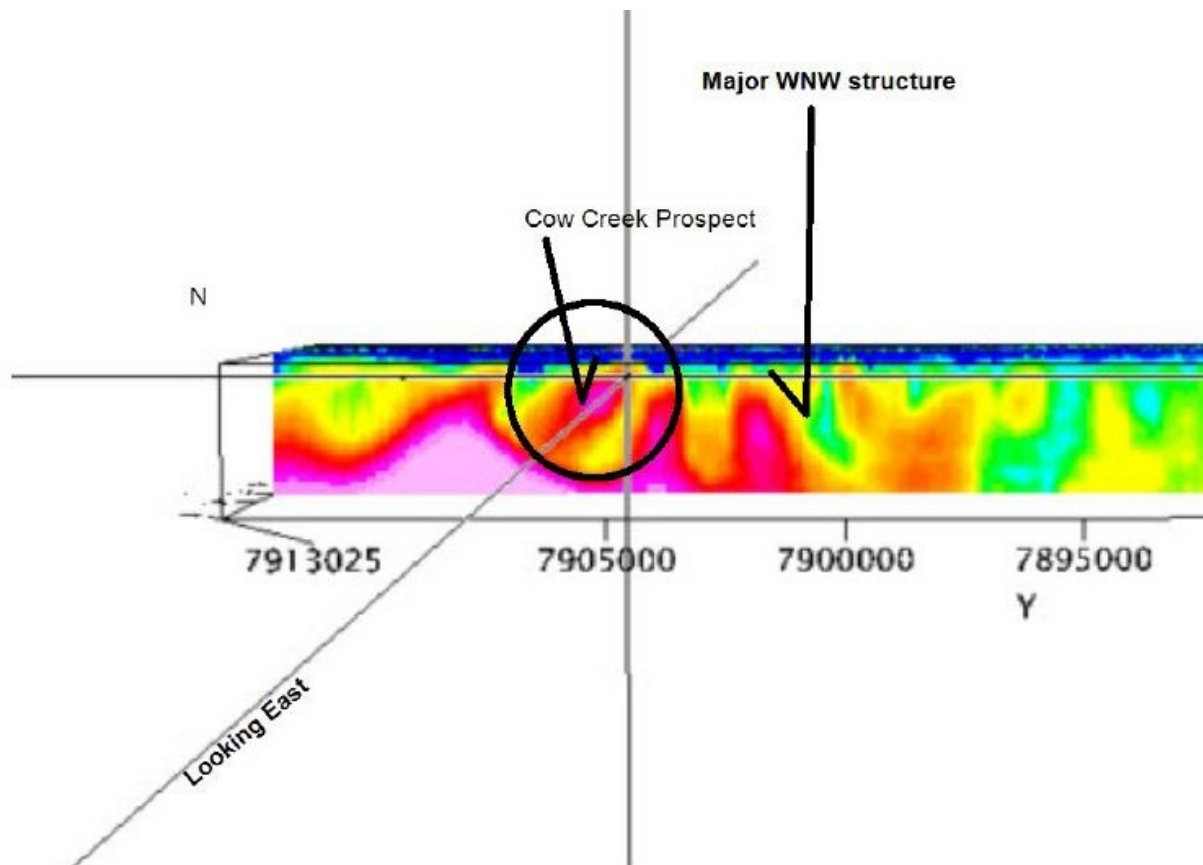 Major WNW structure
Cow Creek Prospect
N
7913025
7905000
7900000
7895000
Y
Looking East